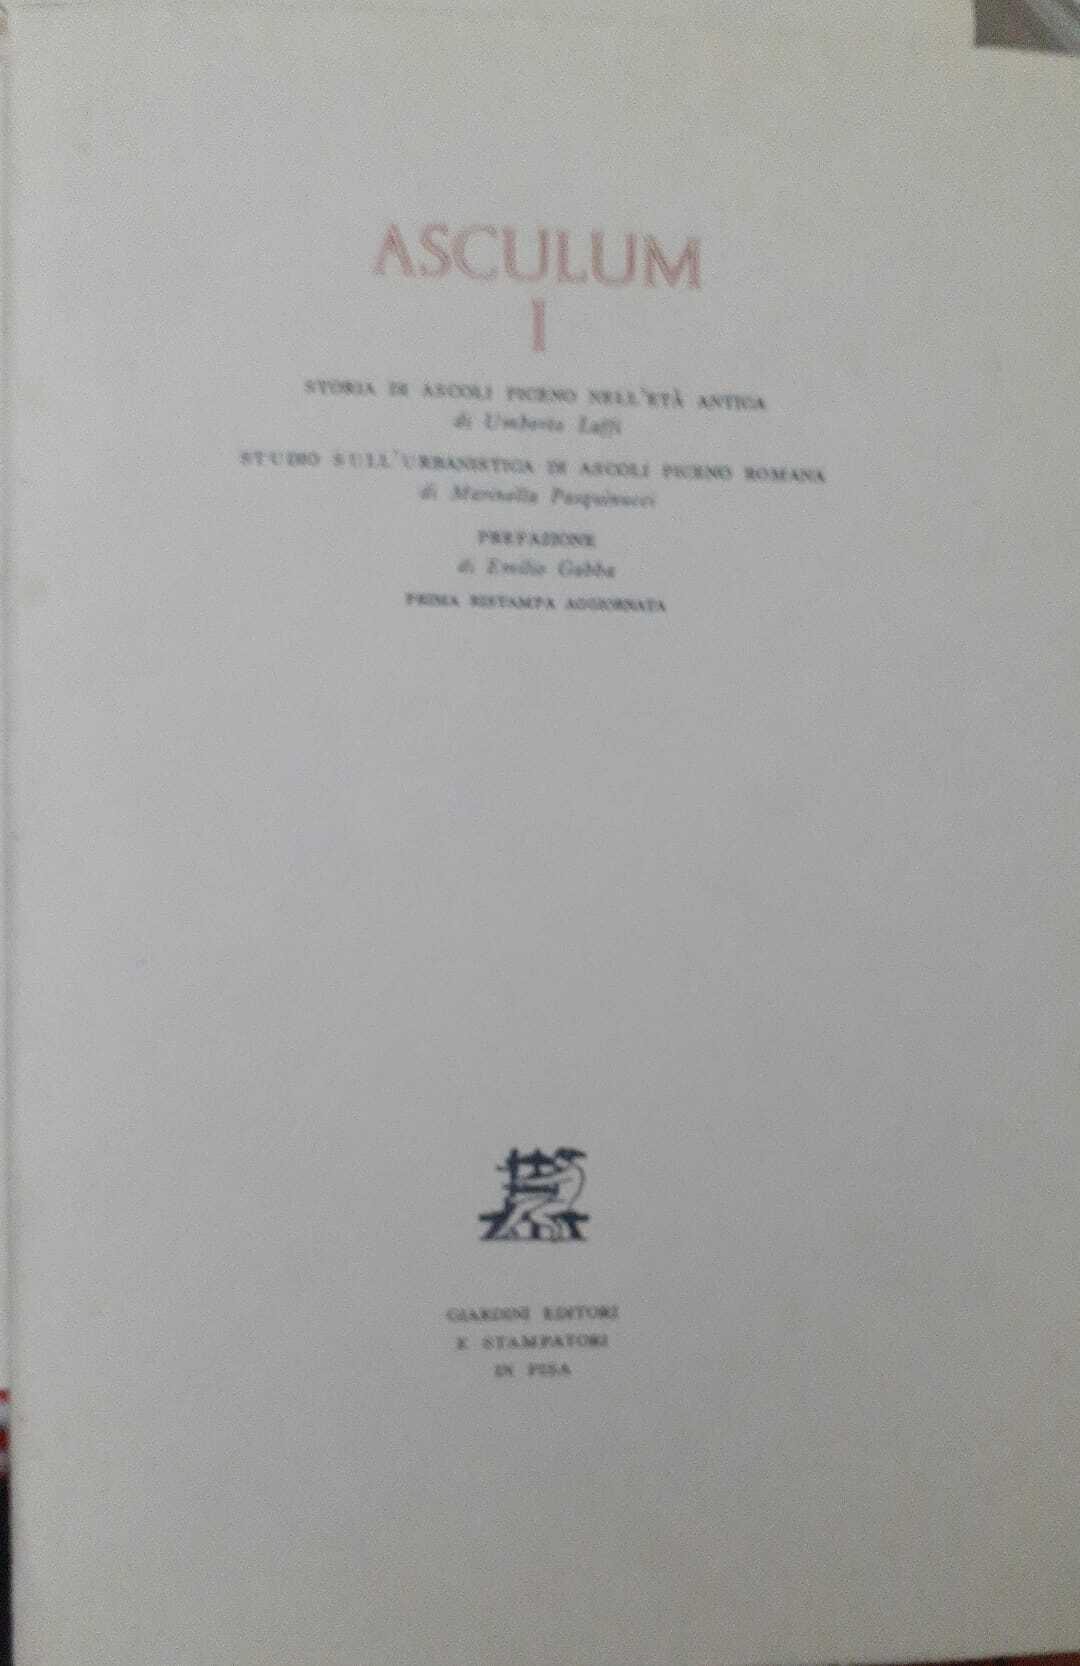 ASCULUM
I
STORIA DI ASCOLI PICENO NELL'ETÀ ANTICA
di Umberto Laffi
STUDIO SULL'URBANISTICA DI ASCOLI PICENO ROMANA
di Marinella Pasquinucci
PREFAZIONE
di Emilio Gabba
PRIMA RISTAMPA AGGIORNATA
GIARDINI EDITORI
E STAMPATORI
IN PISA